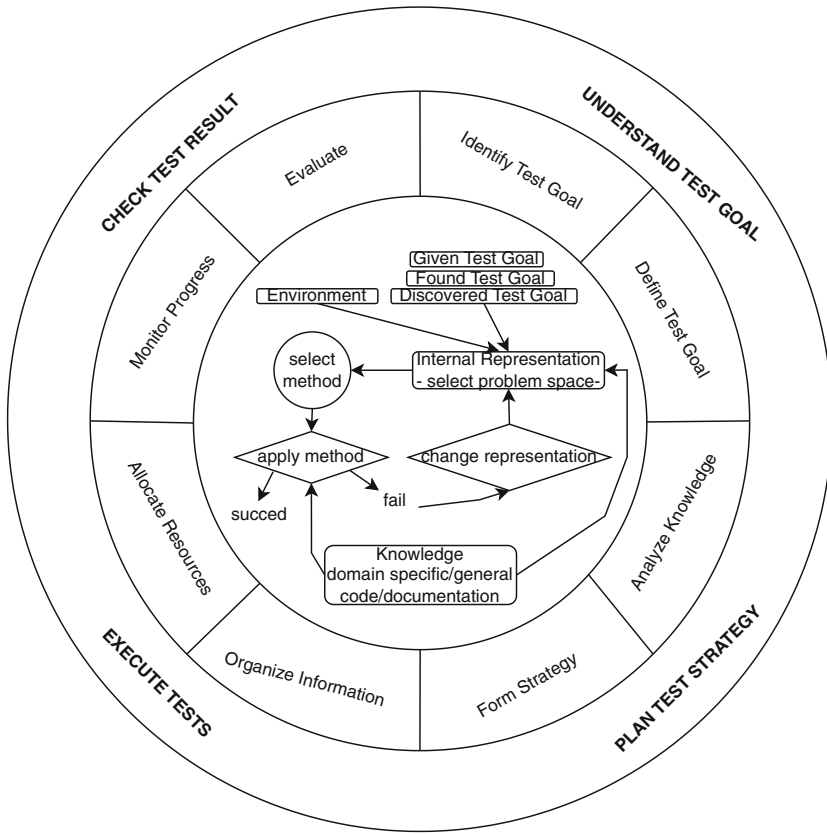 CHECK TEST RESULT
UNDERSTAND TEST GOAL
Evaluate
Identify Test Goal
Monitor Progress
Define Test Goal
Given Test Goal
Found Test Goal
Environment
Discovered Test Goal
select
method
Internal Representation
- select problem space-
apply method
change representation
succed
fail
Knowledge
domain specific/general
code/documentation
Allocate Resources
Analyze Knowledge
Organize Information
Form Strategy
EXECUTE TESTS
PLAN TEST STRATEGY